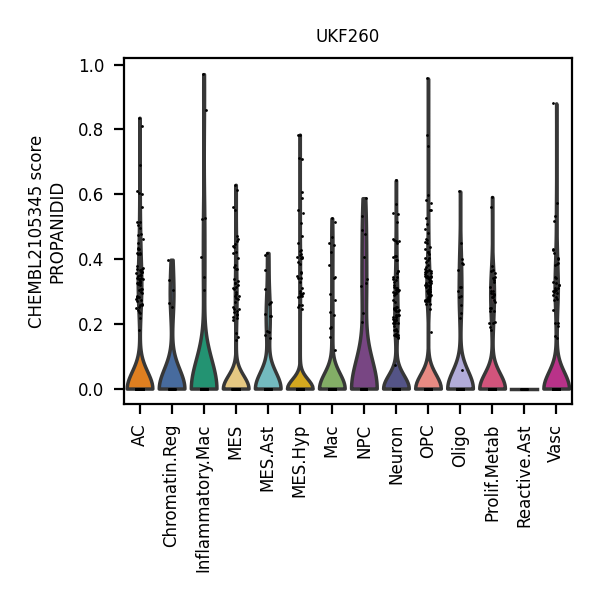 UKF260
CHEMBL2105345 score
PROPANIDID
1.0
0.8
0.6
0.4
0.2
0.0
AC
Chromatin.Reg
Inflammatory.Mac
MES
MES.Ast
MES.Hyp
Mac
NPC
Neuron
OPC
Oligo
Prolif.Metab
Reactive.Ast
Vasc